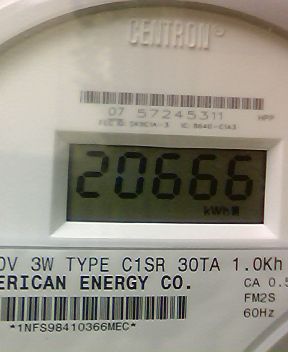 CENTRON
07 57245311
HPP
20666
kWh
0V 3W TYPE C1SR 30TA 1.0Kh
ERICAN ENERGY CO.
CA 0.5
FM2S
60Hz
*1NFS98410366MEC*